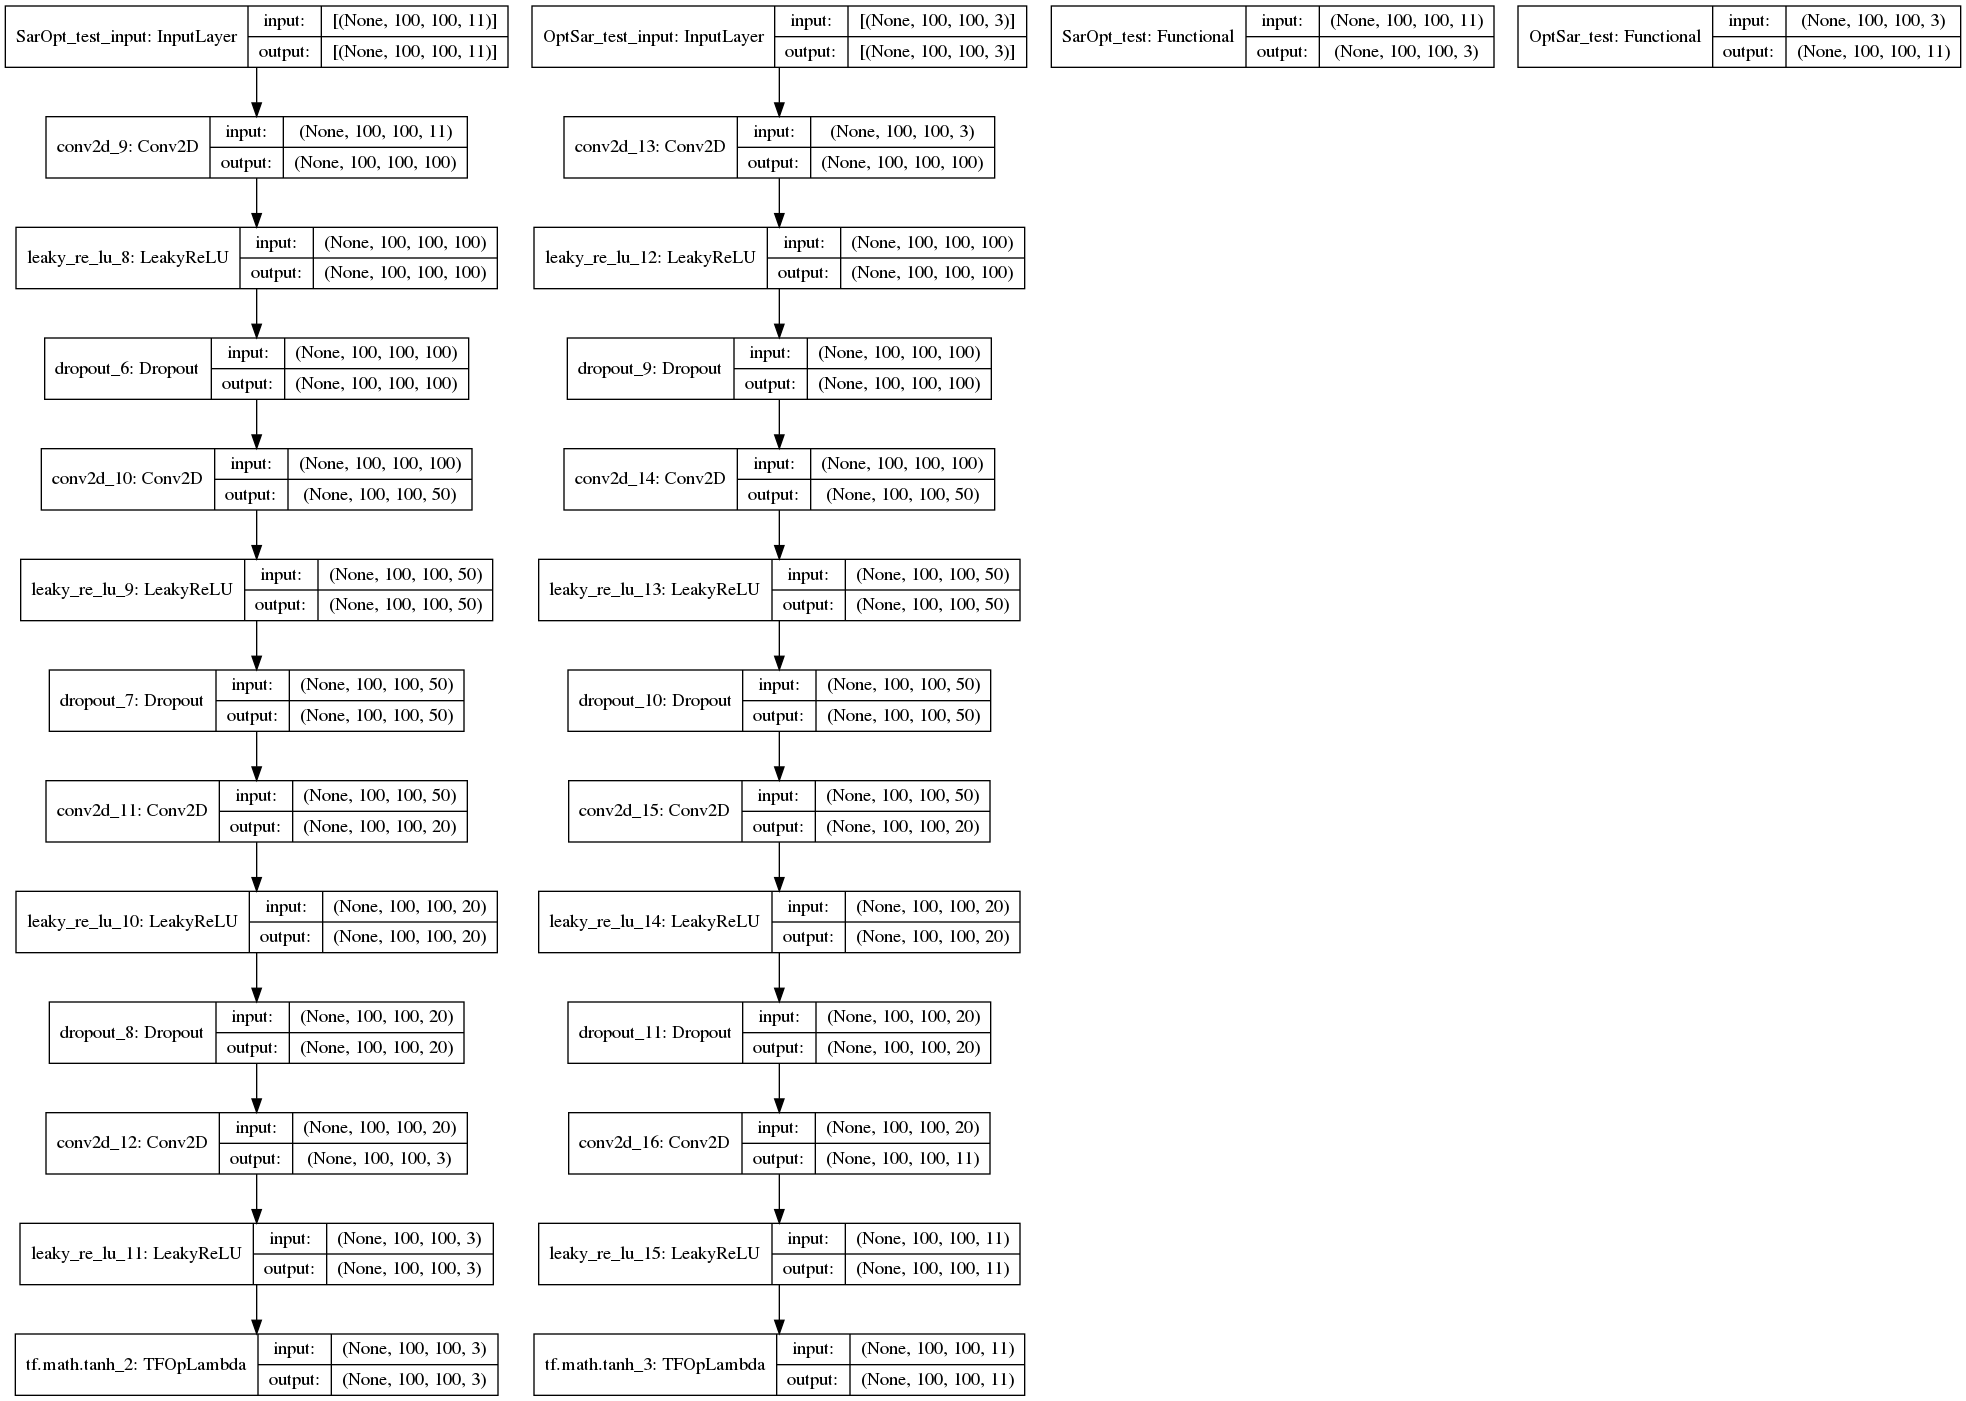 SarOpt_test_input: InputLayer
input: [(None, 100, 100, 11)]
output: [(None, 100, 100, 11)]
conv2d_9: Conv2D
input: (None, 100, 100, 11)
output: (None, 100, 100, 100)
leaky_re_lu_8: LeakyReLU
input: (None, 100, 100, 100)
output: (None, 100, 100, 100)
dropout_6: Dropout
input: (None, 100, 100, 100)
output: (None, 100, 100, 100)
conv2d_10: Conv2D
input: (None, 100, 100, 100)
output: (None, 100, 100, 50)
leaky_re_lu_9: LeakyReLU
input: (None, 100, 100, 50)
output: (None, 100, 100, 50)
dropout_7: Dropout
input: (None, 100, 100, 50)
output: (None, 100, 100, 50)
conv2d_11: Conv2D
input: (None, 100, 100, 50)
output: (None, 100, 100, 20)
leaky_re_lu_10: LeakyReLU
input: (None, 100, 100, 20)
output: (None, 100, 100, 20)
dropout_8: Dropout
input: (None, 100, 100, 20)
output: (None, 100, 100, 20)
conv2d_12: Conv2D
input: (None, 100, 100, 20)
output: (None, 100, 100, 3)
leaky_re_lu_11: LeakyReLU
input: (None, 100, 100, 3)
output: (None, 100, 100, 3)
tf.math.tanh_2: TFOpLambda
input: (None, 100, 100, 3)
output: (None, 100, 100, 3)
OptSar_test_input: InputLayer
input: [(None, 100, 100, 3)]
output: [(None, 100, 100, 3)]
conv2d_13: Conv2D
input: (None, 100, 100, 3)
output: (None, 100, 100, 100)
leaky_re_lu_12: LeakyReLU
input: (None, 100, 100, 100)
output: (None, 100, 100, 100)
dropout_9: Dropout
input: (None, 100, 100, 100)
output: (None, 100, 100, 100)
conv2d_14: Conv2D
input: (None, 100, 100, 100)
output: (None, 100, 100, 50)
leaky_re_lu_13: LeakyReLU
input: (None, 100, 100, 50)
output: (None, 100, 100, 50)
dropout_10: Dropout
input: (None, 100, 100, 50)
output: (None, 100, 100, 50)
conv2d_15: Conv2D
input: (None, 100, 100, 50)
output: (None, 100, 100, 20)
leaky_re_lu_14: LeakyReLU
input: (None, 100, 100, 20)
output: (None, 100, 100, 20)
dropout_11: Dropout
input: (None, 100, 100, 20)
output: (None, 100, 100, 20)
conv2d_16: Conv2D
input: (None, 100, 100, 20)
output: (None, 100, 100, 11)
leaky_re_lu_15: LeakyReLU
input: (None, 100, 100, 11)
output: (None, 100, 100, 11)
tf.math.tanh_3: TFOpLambda
input: (None, 100, 100, 11)
output: (None, 100, 100, 11)
SarOpt_test: Functional
input: (None, 100, 100, 11)
output: (None, 100, 100, 3)
OptSar_test: Functional
input: (None, 100, 100, 3)
output: (None, 100, 100, 11)